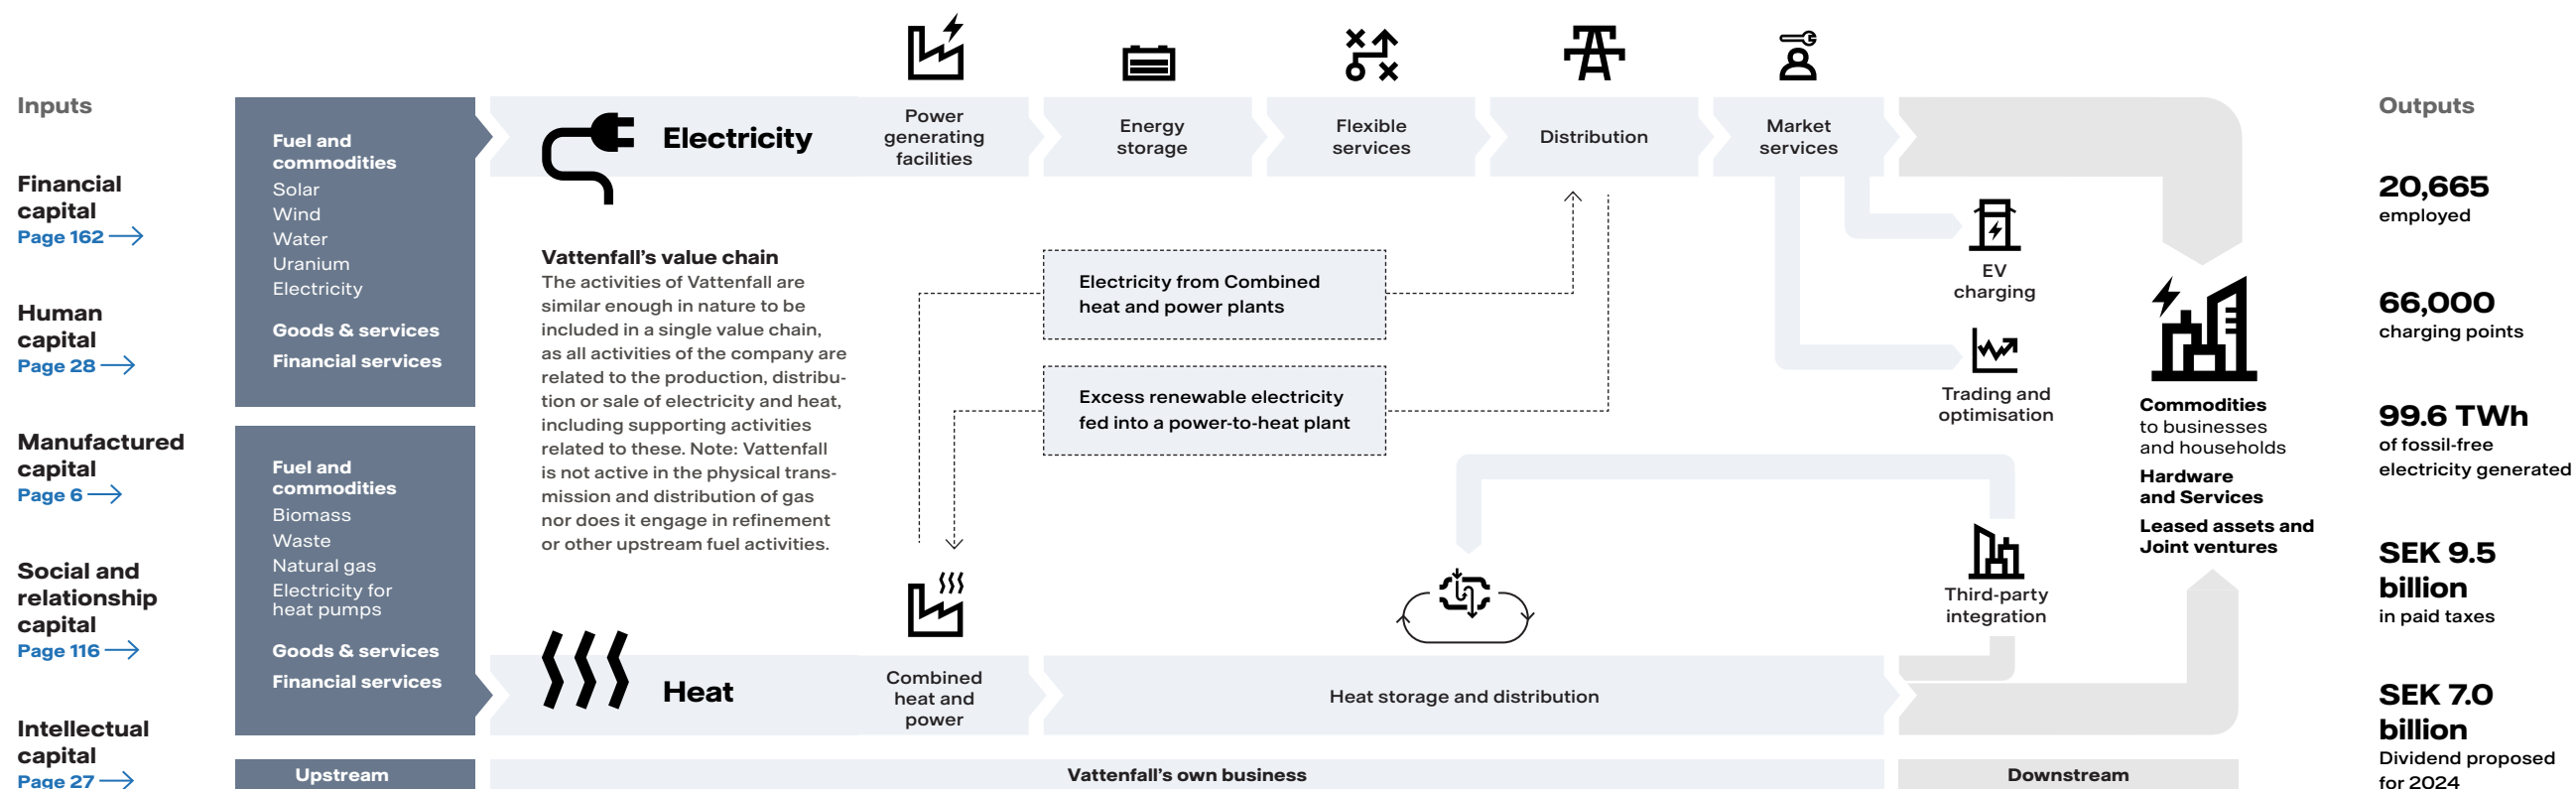 Inputs
Financial
capital
Page 162
Human
capital
Page 28
Manufactured
capital
Page 6
Social and
relationship
capital
Page 116
Intellectual
capital
Page 27
Fuel and
commodities
Solar
Wind
Water
Uranium
Electricity
Goods & services
Financial services
Fuel and
commodities
Biomass
Waste
Natural gas
Electricity for
heat pumps
Goods & services
Financial services
Upstream
Electricity
Power
generating
facilities
Energy
storage
Flexible
services
Distribution
Market
services
Vattenfall's value chain
The activities of Vattenfall are
similar enough in nature to be
included in a single value chain,
as all activities of the company are
related to the production, distribu-
tion or sale of electricity and heat,
including supporting activities
related to these. Note: Vattenfall
is not active in the physical trans-
mission and distribution of gas
nor does it engage in refinement
or other upstream fuel activities.
Electricity from Combined
heat and power plants
Excess renewable electricity
fed into a power-to-heat plant
EV
charging
Trading and
optimisation
Third-party
integration
Heat
Combined
heat and
power
Heat storage and distribution
Vattenfall's own business
Commodities
to businesses
and households
Hardware
and Services
Leased assets and
Joint ventures
Downstream
Outputs
20,665
employed
66,000
charging points
99.6 TWh
of fossil-free
electricity generated
SEK 9.5
billion
in paid taxes
SEK 7.0
billion
Dividend proposed
for 2024